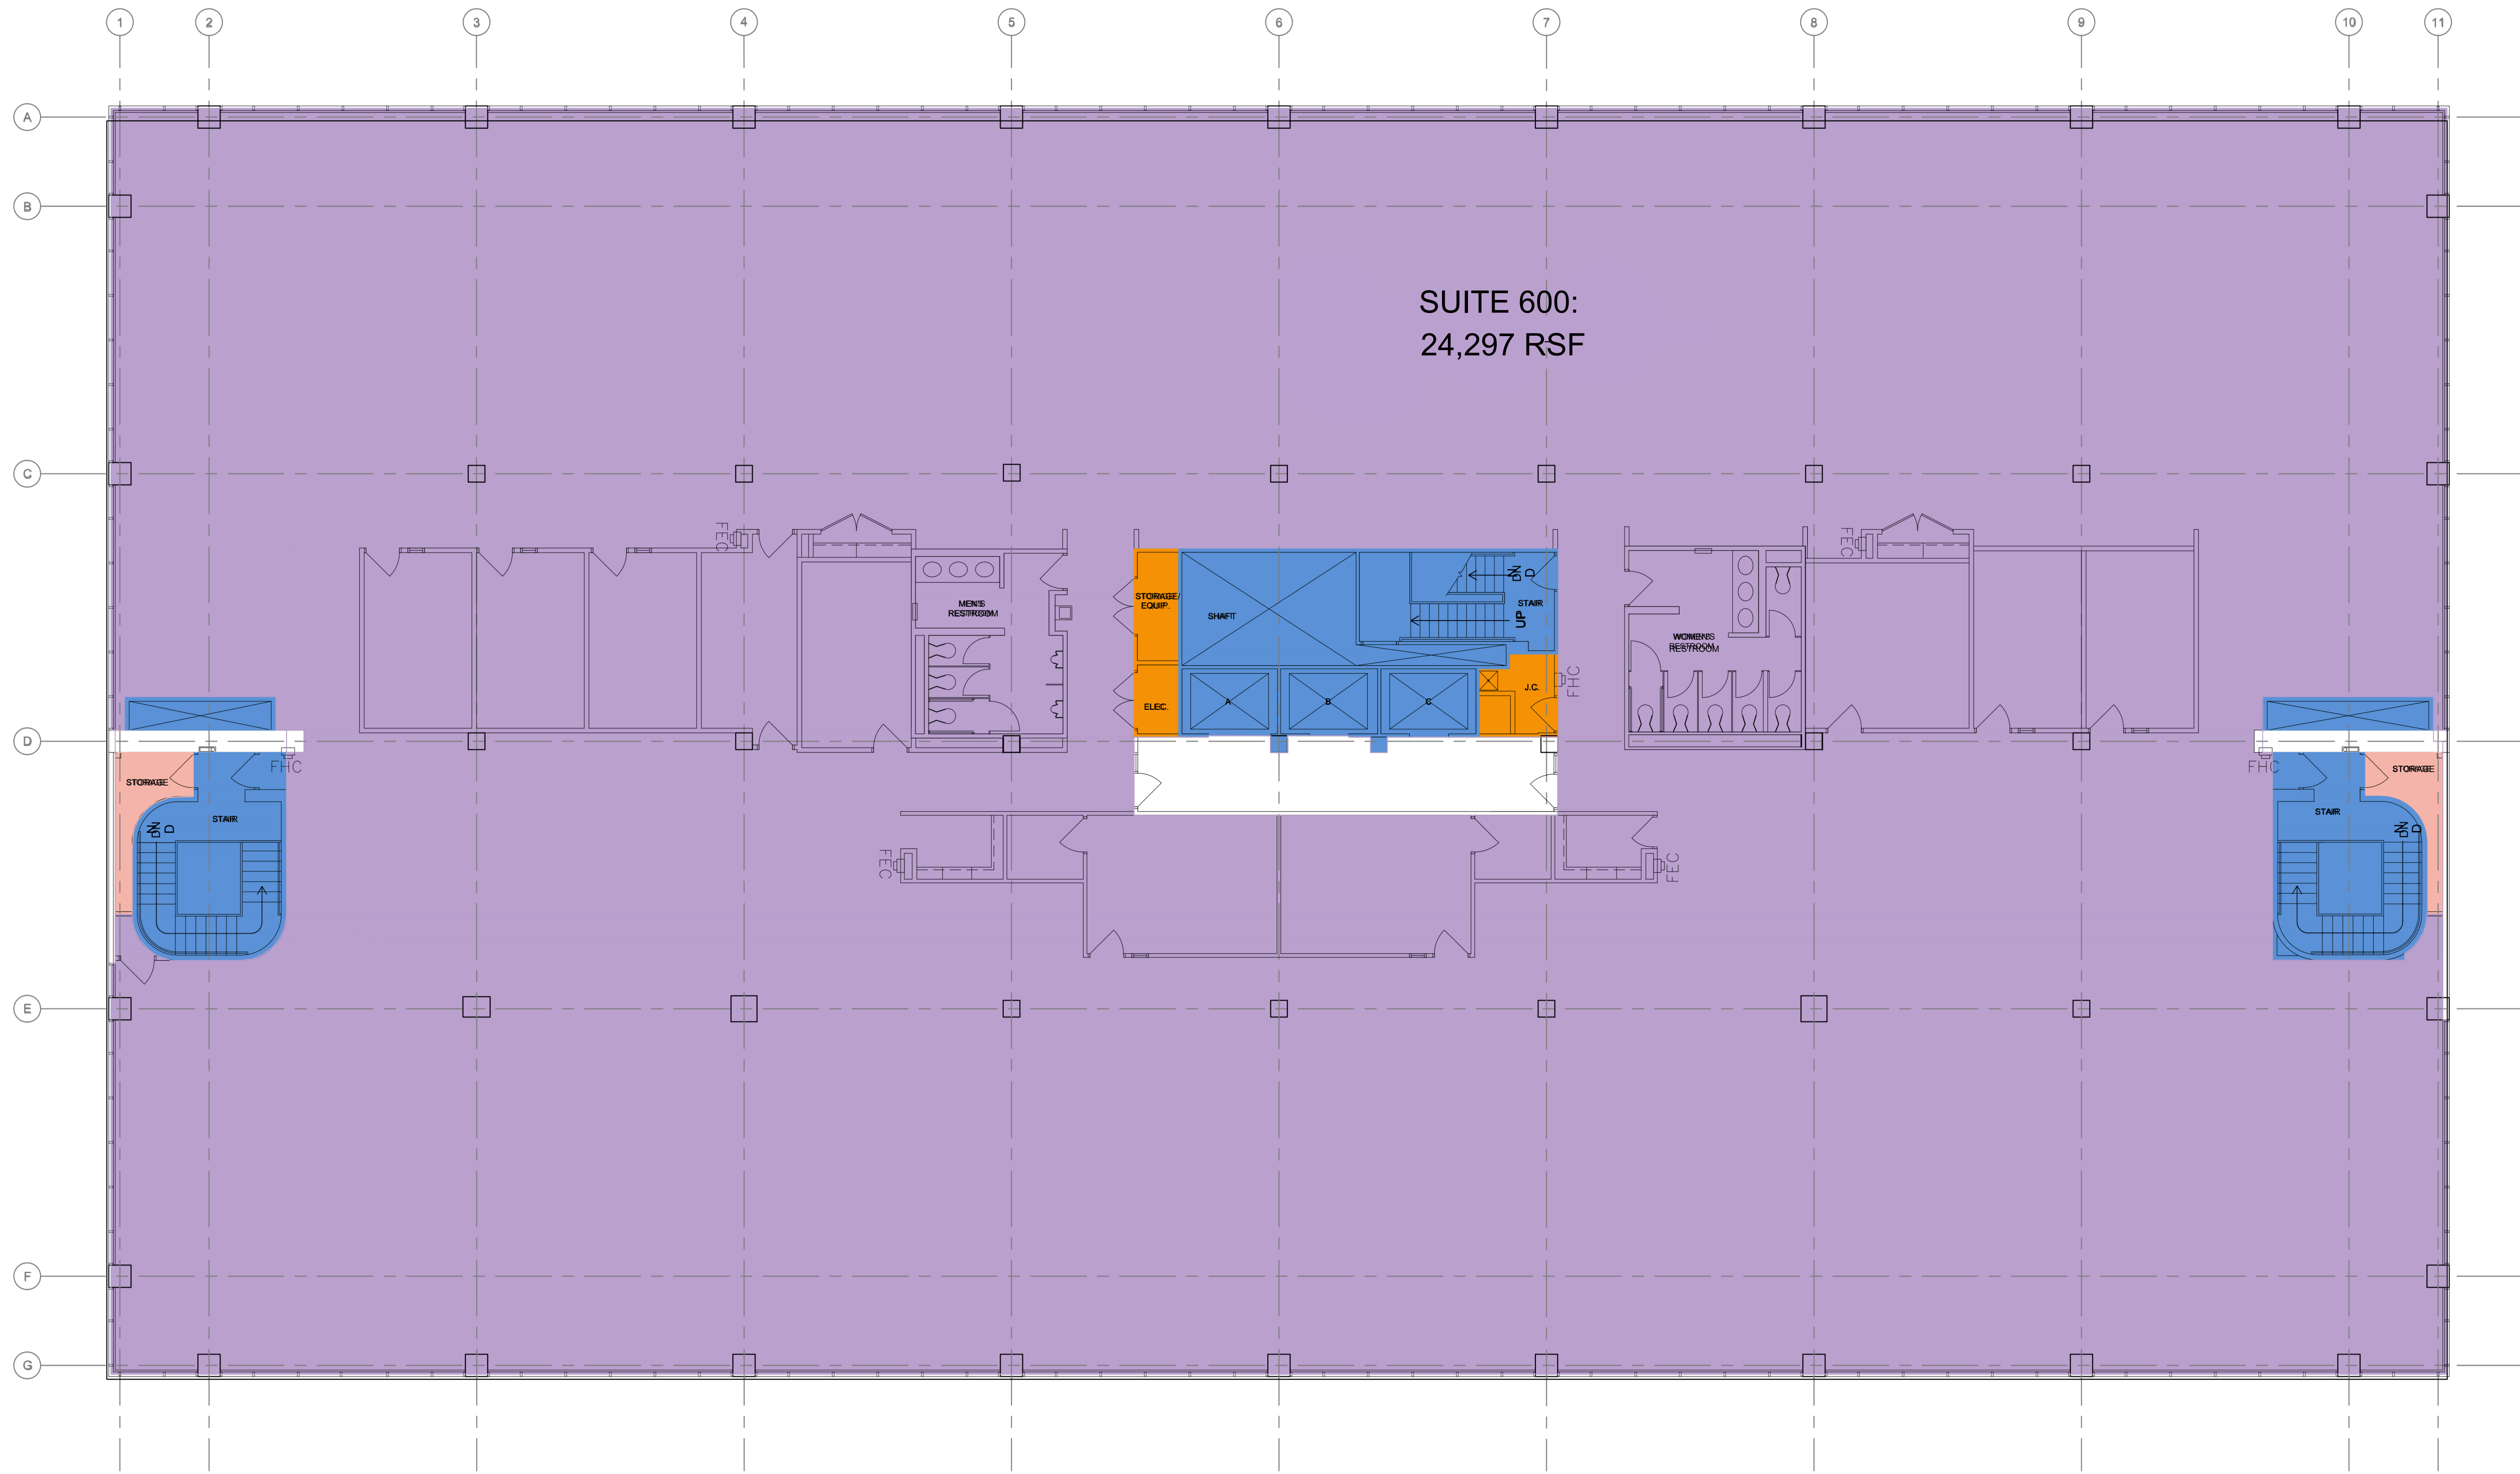 1 2 3 4 5 6 7 8 9 10 11
A
B
SUITE 600:
24,297 RSF
C
FEC
FEC
MEN'S
RESTROOM
STORAGE/
EQUIP.
SHAFT
DN
STAIR
UP
WOMEN'S
RESTROOM
FHC
J.C.
A
B
C
ELEC.
D
FHC
FHC
STORAGE
STORAGE
STAIR
STAIR
DN
DN
FEC
FEC
E
F
G